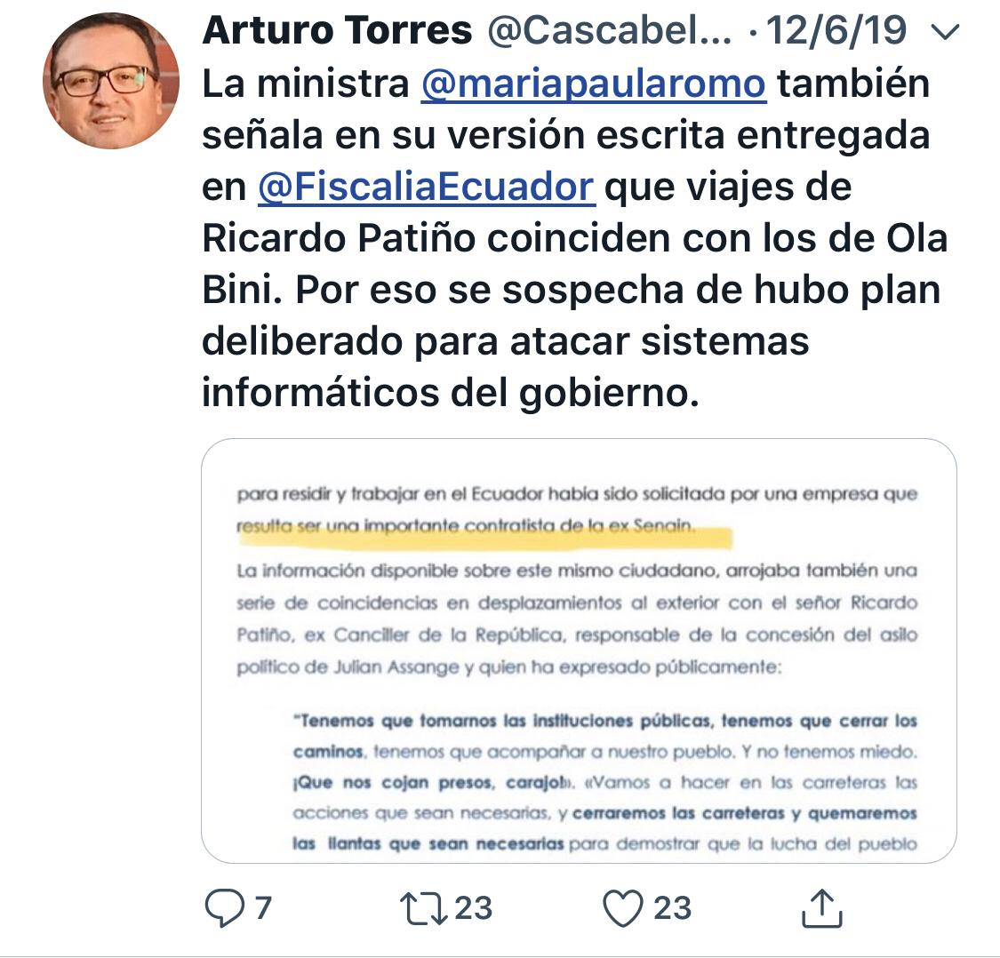 Arturo Torres @Cascabel... · 12/6/19
La ministra @mariapaularomo también
señala en su versión escrita entregada
en @FiscaliaEcuador que viajes de
Ricardo Patiño coinciden con los de Ola
Bini. Por eso se sospecha de hubo plan
deliberado para atacar sistemas
informáticos del gobierno.
para residir y trabajar en el Ecuador había sido solicitada por una empresa que
resulta ser una importante contratista de la ex Senain.
La información disponible sobre este mismo ciudadano, arrojaba también una
serie de coincidencias en desplazamientos al exterior con el señor Ricardo
Patiño, ex Canciller de la República, responsable de la concesión del asilo
político de Julian Assange y quien ha expresado públicamente:
"Tenemos que tomarnos las instituciones públicas, tenemos que cerrar los
caminos, tenemos que acompañar a nuestro pueblo. Y no tenemos miedo.
¡Que nos cojan presos, carajo!». «Vamos a hacer en las carreteras las
acciones que sean necesarias, y cerraremos las carreteras y quemaremos
las llantas que sean necesarias para demostrar que la lucha del pueblo
7 23 23